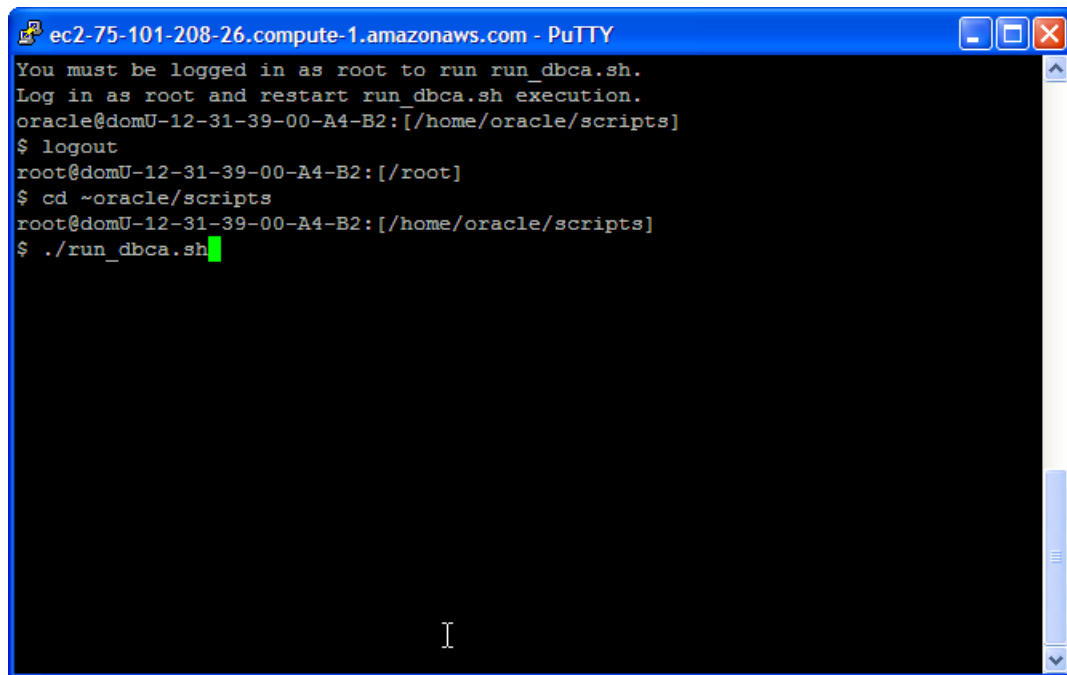 ec2-75-101-208-26.compute-1.amazonaws.com - PuTTY
You must be logged in as root to run run_dbca.sh.
Log in as root and restart run_dbca.sh execution.
oracle@domU-12-31-39-00-A4-B2:[/home/oracle/scripts]
$ logout
root@domU-12-31-39-00-A4-B2:[/root]
$ cd ~oracle/scripts
root@domU-12-31-39-00-A4-B2:[/home/oracle/scripts]
$ ./run_dbca.sh